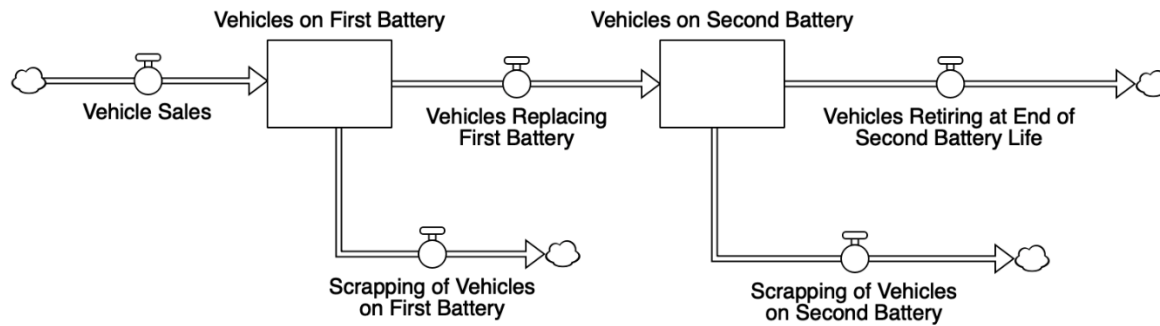 Vehicles on First Battery
Vehicles on Second Battery
Vehicle Sales
Vehicles Replacing
First Battery
Vehicles Retiring at End of
Second Battery Life
Scrapping of Vehicles
on First Battery
Scrapping of Vehicles
on Second Battery